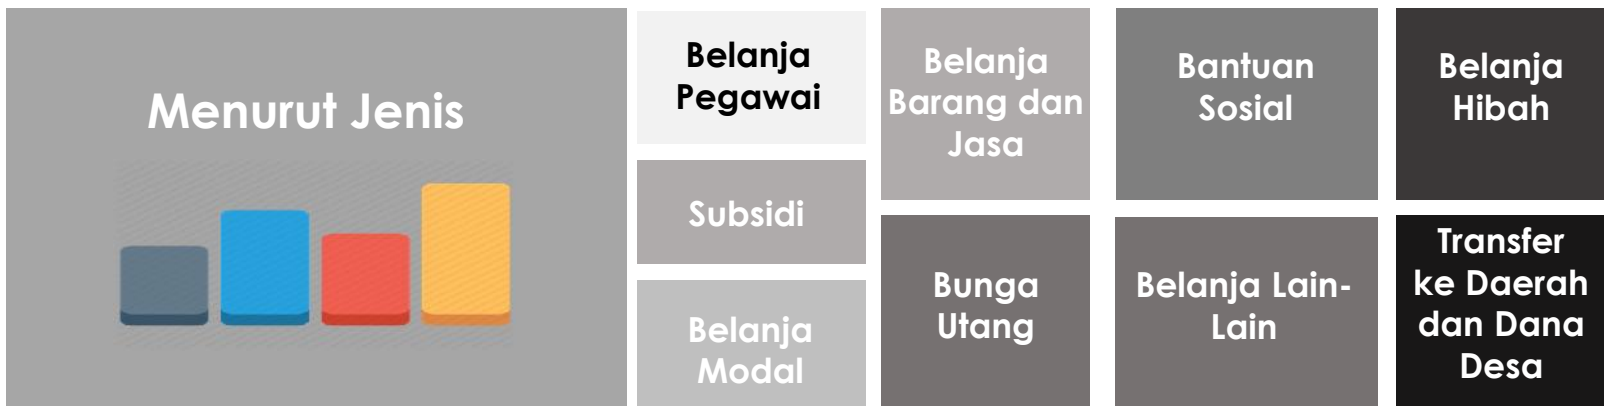 Menurut Jenis
Belanja
Pegawai
Subsidi
Belanja
Modal
Belanja
Barang dan
Jasa
Bunga
Utang
Bantuan
Sosial
Belanja Lain-
Lain
Belanja
Hibah
Transfer
ke Daerah
dan Dana
Desa